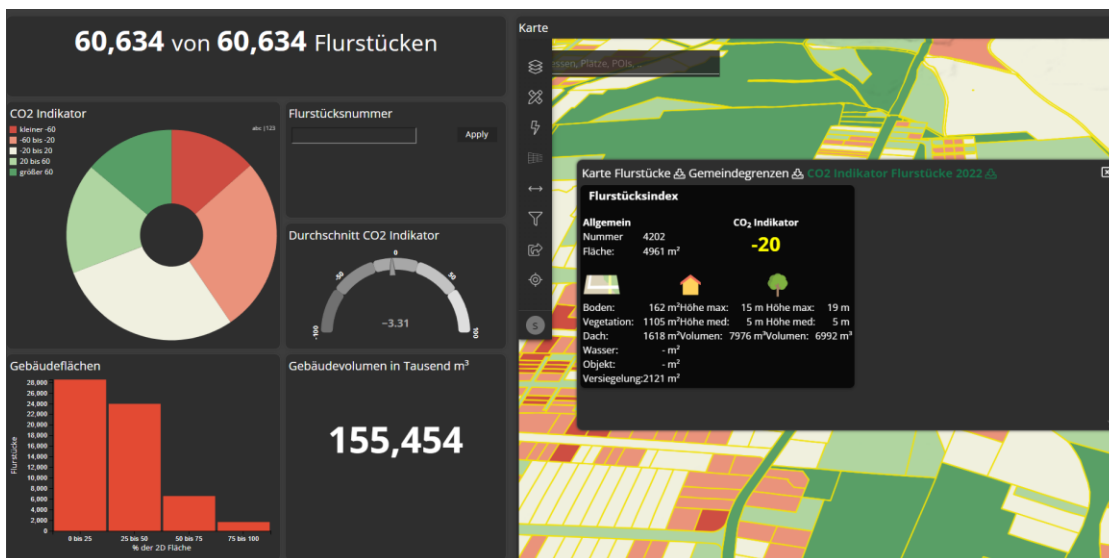 60,634 von 60,634 Flurstücken
CO2 Indikator
kleiner -60
-60 bis -20
-20 bis 20
20 bis 60
größer 60
abc |123
Flurstücksnummer
Apply
Durchschnitt CO2 Indikator
-100
-50
0
50
100
−3.31
Gebäudeflächen
Flurstücke
28,000
26,000
24,000
22,000
20,000
18,000
16,000
14,000
12,000
10,000
8,000
6,000
4,000
2,000
0
0 bis 25 25 bis 50 50 bis 75 75 bis 100
% der 2D Fläche
Gebäudevolumen in Tausend m³
155,454
Karte
essen, Plätze, POIs, ...
S
Karte Flurstücke Gemeindegrenzen CO2 Indikator Flurstücke 2022
Flurstücksindex
Allgemein CO₂ Indikator
Nummer 4202 -20
Fläche: 4961 m²
Boden: 162 m² Höhe max: 15 m Höhe max: 19 m
Vegetation: 1105 m² Höhe med: 5 m Höhe med: 5 m
Dach: 1618 m² Volumen: 7976 m³ Volumen: 6992 m³
Wasser: - m²
Objekt: - m²
Versiegelung: 2121 m²